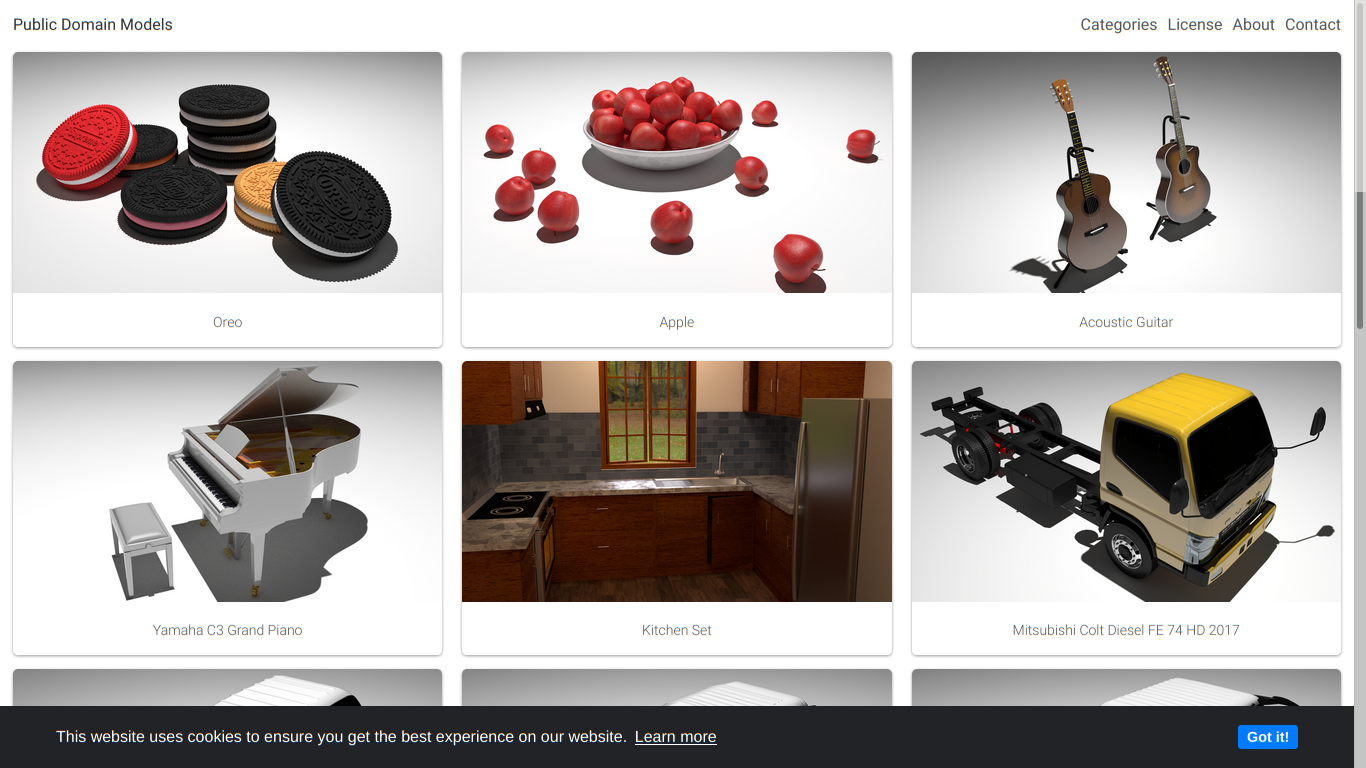 Public Domain Models
Categories License About Contact
OREO
OREO
Oreo
Apple
Acoustic Guitar
Yamaha C3 Grand Piano
Kitchen Set
Mitsubishi Colt Diesel FE 74 HD 2017
This website uses cookies to ensure you get the best experience on our website. Learn more
Got it!